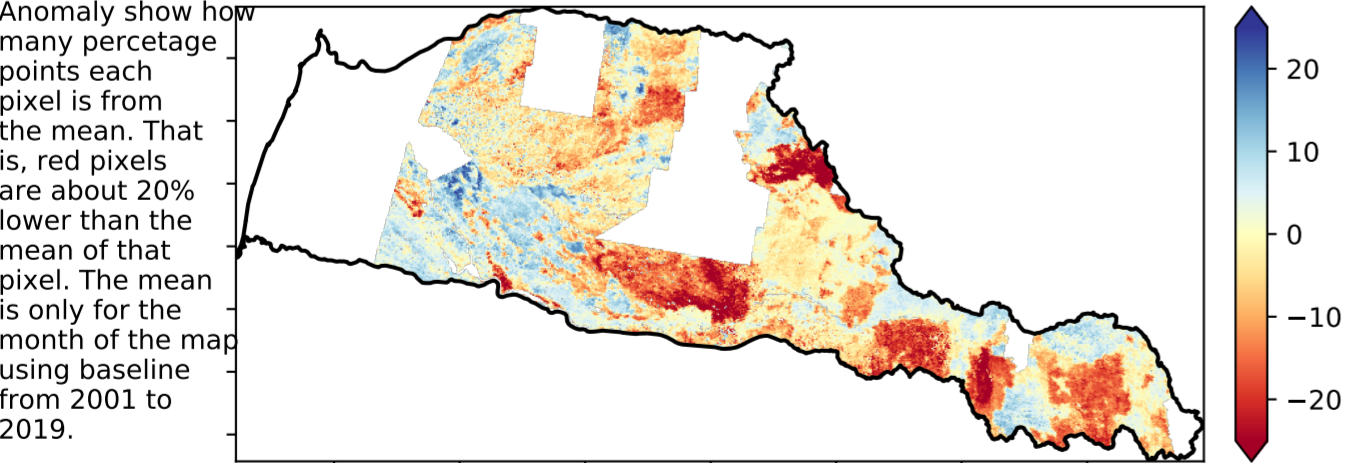 Anomaly show how
many percetage
points each
pixel is from
the mean. That
is, red pixels
are about 20%
lower than the
mean of that
pixel. The mean
is only for the
month of the map
using baseline
from 2001 to
2019.
20
10
0
−10
−20